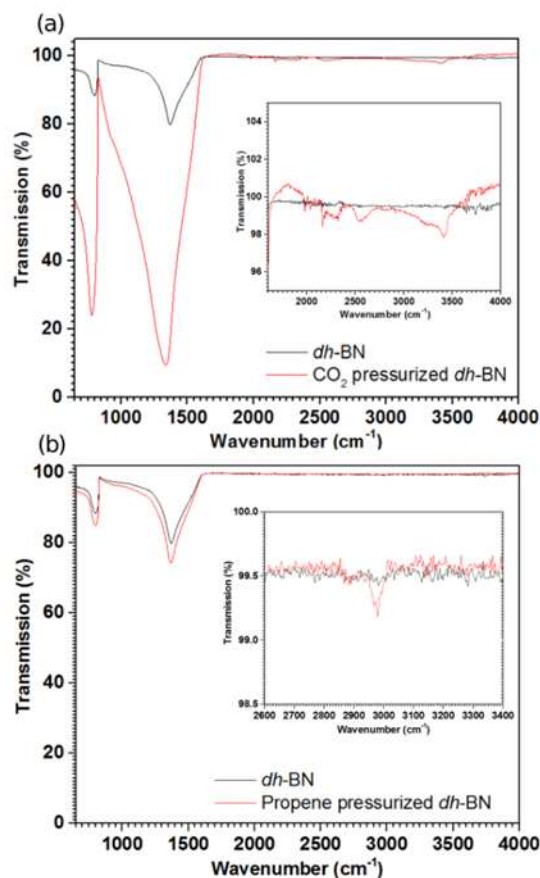 (a)
100
80
60
40
20
0
Transmission (%)
104
102
100
98
96
Transmission (%)
2000 2500 3000 3500 4000
Wavenumber (cm⁻¹)
dh-BN
CO₂ pressurized dh-BN
1000 1500 2000 2500 3000 3500 4000
Wavenumber (cm⁻¹)
(b)
100
80
60
40
20
0
Transmission (%)
100.0
99.5
99.0
98.5
Transmission (%)
2600 2700 2800 2900 3000 3100 3200 3300 3400
Wavenumber (cm⁻¹)
dh-BN
Propene pressurized dh-BN
1000 1500 2000 2500 3000 3500 4000
Wavenumber (cm⁻¹)